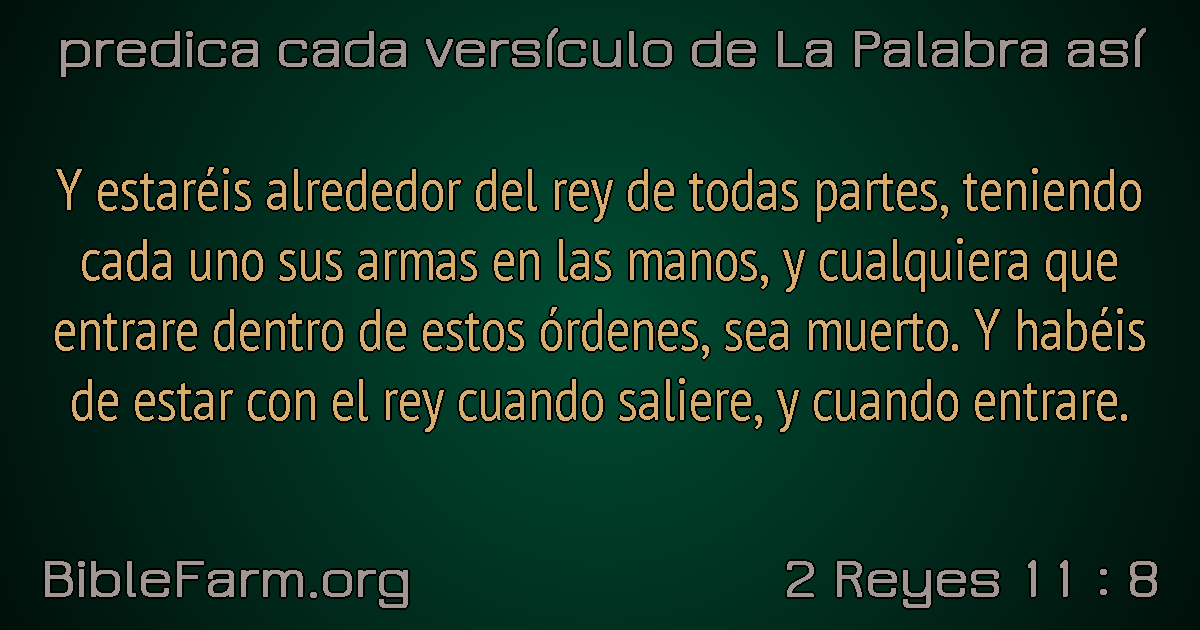 predica cada versículo de La Palabra así
Y estaréis alrededor del rey de todas partes, teniendo
cada uno sus armas en las manos, y cualquiera que
entrare dentro de estos órdenes, sea muerto. Y habéis
de estar con el rey cuando saliere, y cuando entrare.
BibleFarm.org
2 Reyes 11 : 8